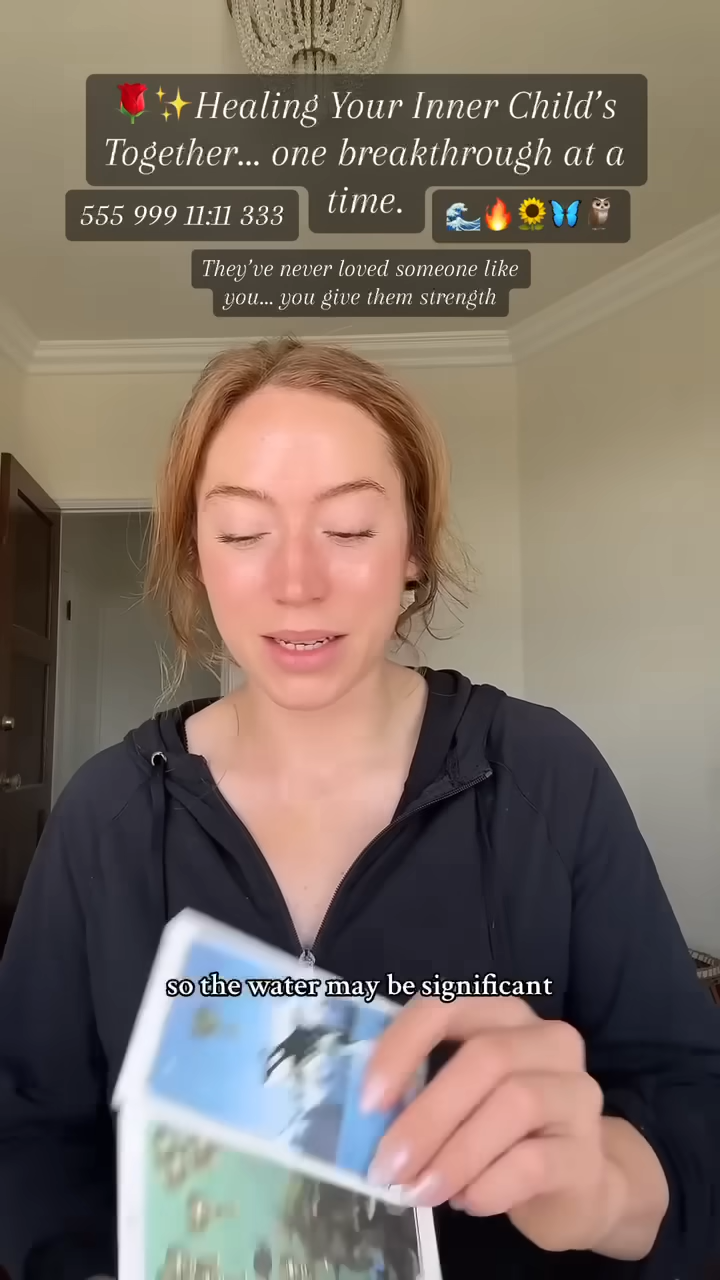 🌹✨Healing Your Inner Child's
Together... one breakthrough at a
time.
555 999 11:11 333
🌊🔥🌻🦋🦉
They've never loved someone like
you... you give them strength
so the water may be significant